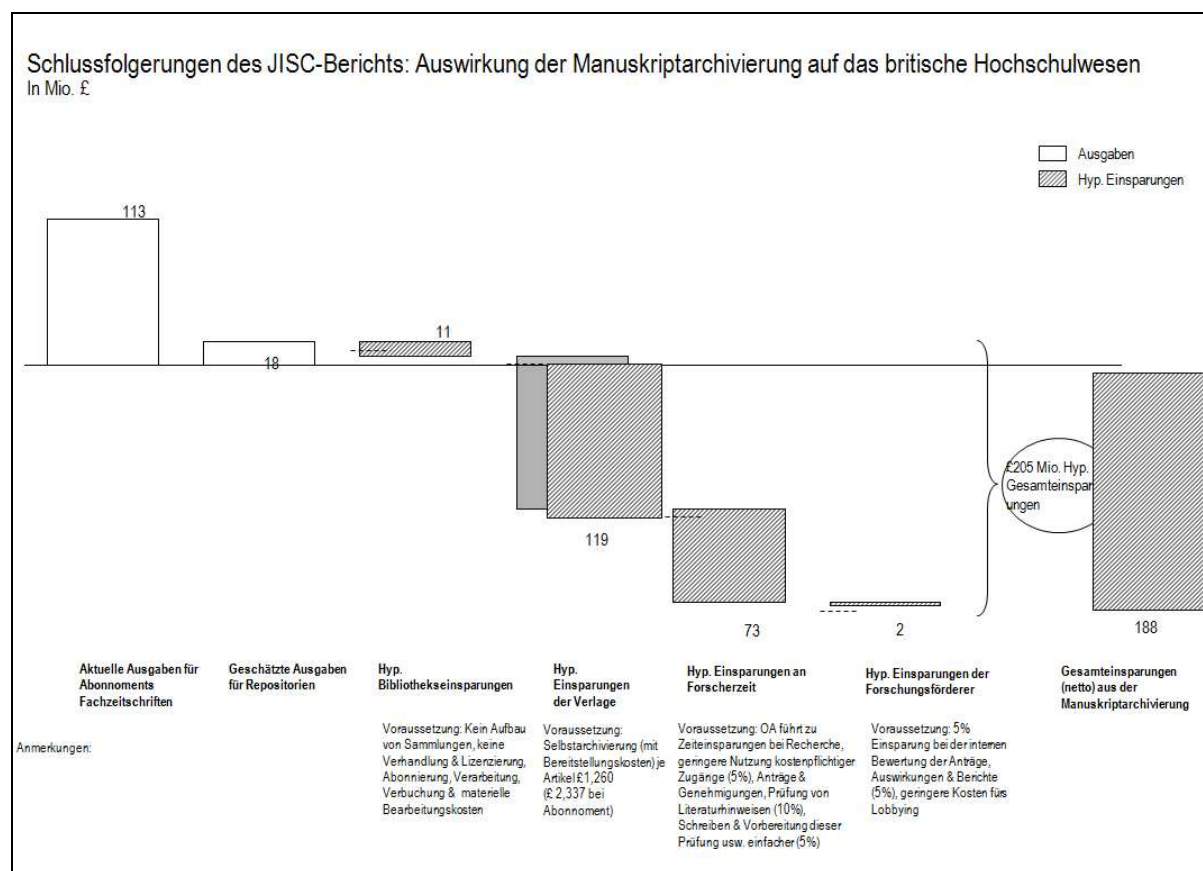 Schlussfolgerungen des JISC-Berichts: Auswirkung der Manuskriptarchivierung auf das britische Hochschulwesen
In Mio. £
Ausgaben
Hyp. Einsparungen
113
18
11
119
73
2
£205 Mio. Hyp.
Gesamteinspar
ungen
188
Aktuelle Ausgaben für
Abonnoments
Fachzeitschriften
Geschätzte Ausgaben
für Repositorien
Hyp.
Bibliothekseinsparungen
Hyp.
Einsparungen
der Verlage
Hyp. Einsparungen an
Forscherzeit
Hyp. Einsparungen der
Forschungsförderer
Gesamteinsparungen
(netto) aus der
Manuskriptarchivierung
Anmerkungen:
Voraussetzung: Kein Aufbau
von Sammlungen, keine
Verhandlung & Lizenzierung,
Abonnierung, Verarbeitung,
Verbuchung & materielle
Bearbeitungskosten
Voraussetzung:
Selbstarchivierung (mit
Bereitstellungskosten) je
Artikel £1,260
(£ 2,337 bei
Abonnoment)
Voraussetzung: OA führt zu
Zeiteinsparungen bei Recherche,
geringere Nutzung kostenpflichtiger
Zugänge (5%), Anträge &
Genehmigungen, Prüfung von
Literaturhinweisen (10%),
Schreiben & Vorbereitung dieser
Prüfung usw. einfacher (5%)
Voraussetzung: 5%
Einsparung bei der internen
Bewertung der Anträge,
Auswirkungen & Berichte
(5%), geringere Kosten fürs
Lobbying